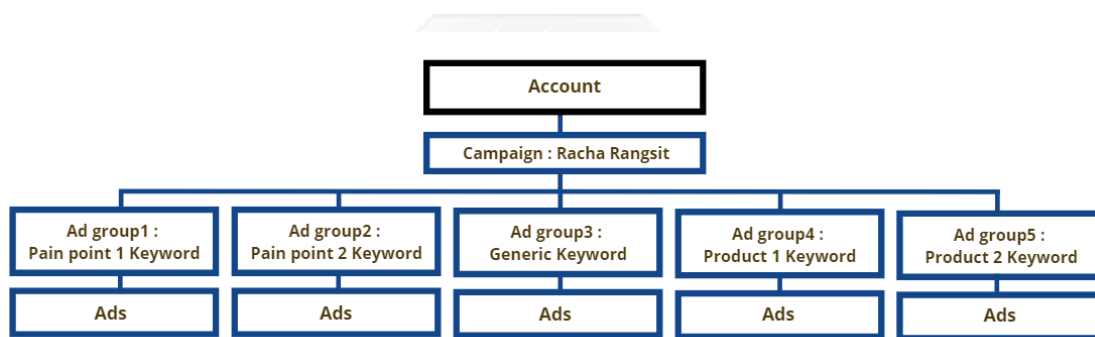 Account
Campaign : Racha Rangsit
Ad group1 :
Pain point 1 Keyword
Ad group2 :
Pain point 2 Keyword
Ad group3 :
Generic Keyword
Ad group4 :
Product 1 Keyword
Ad group5 :
Product 2 Keyword
Ads
Ads
Ads
Ads
Ads